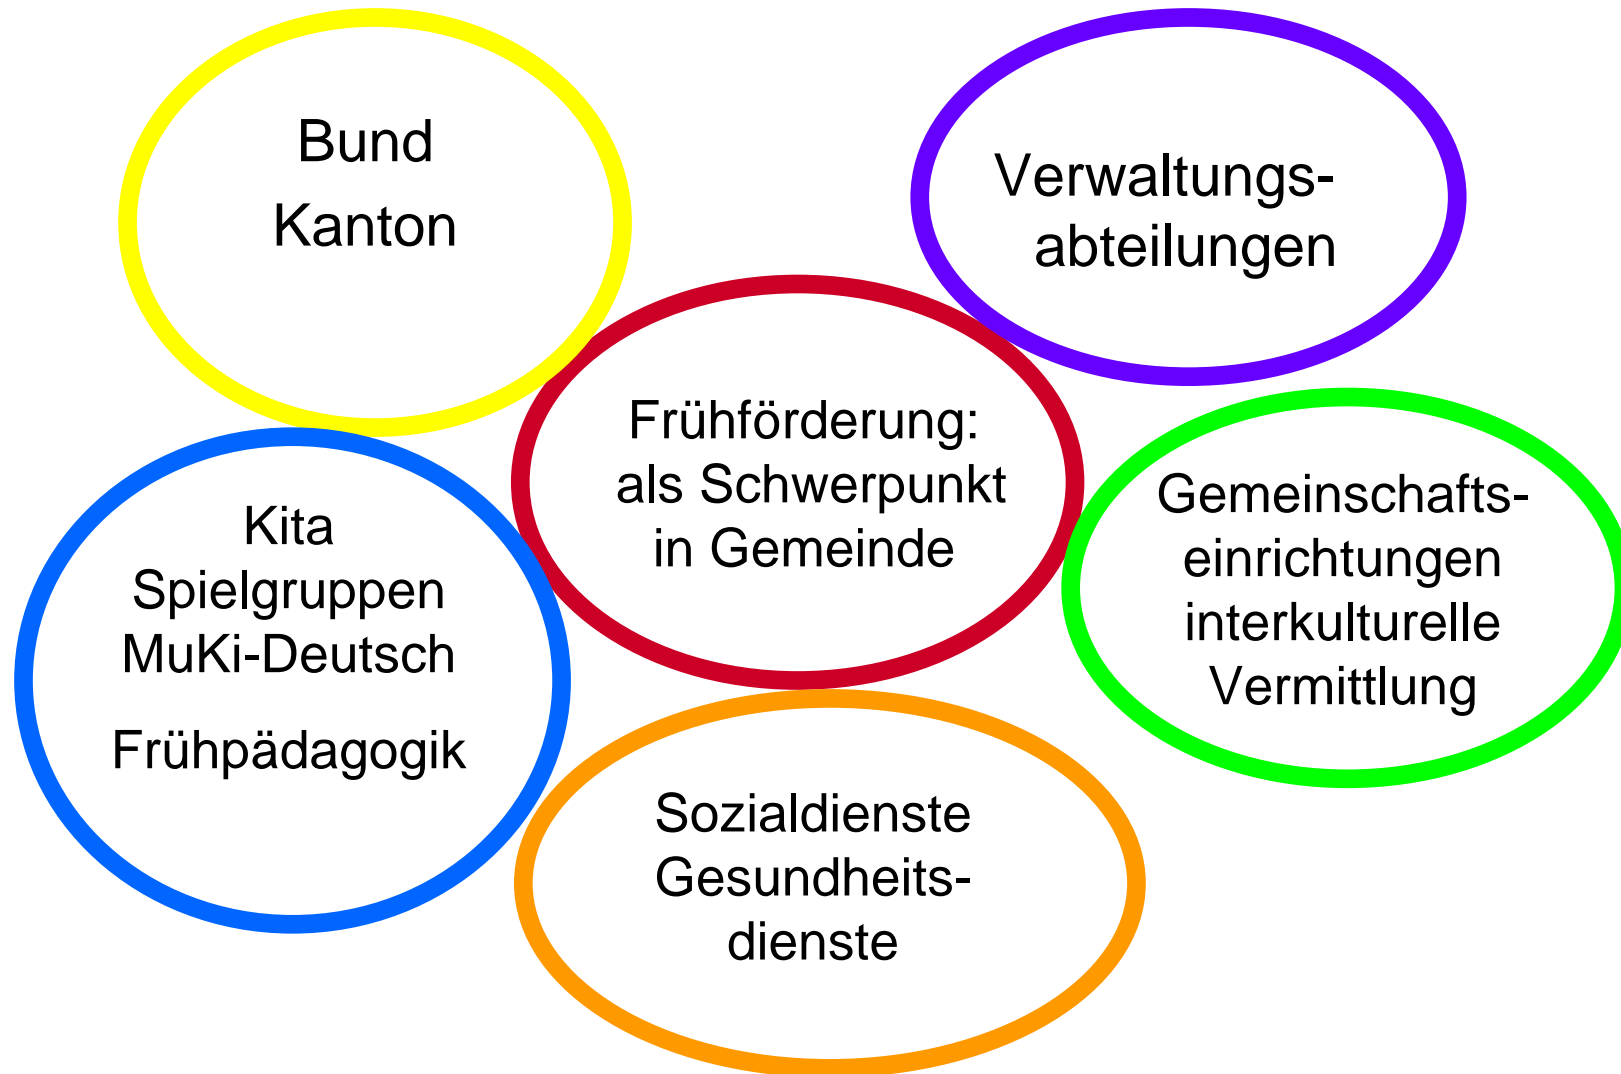 Bund
Kanton
Verwaltungs-
abteilungen
Frühförderung:
als Schwerpunkt
in Gemeinde
Gemeinschafts-
einrichtungen
interkulturelle
Vermittlung
Kita
Spielgruppen
MuKi-Deutsch
Frühpädagogik
Sozialdienste
Gesundheits-
dienste